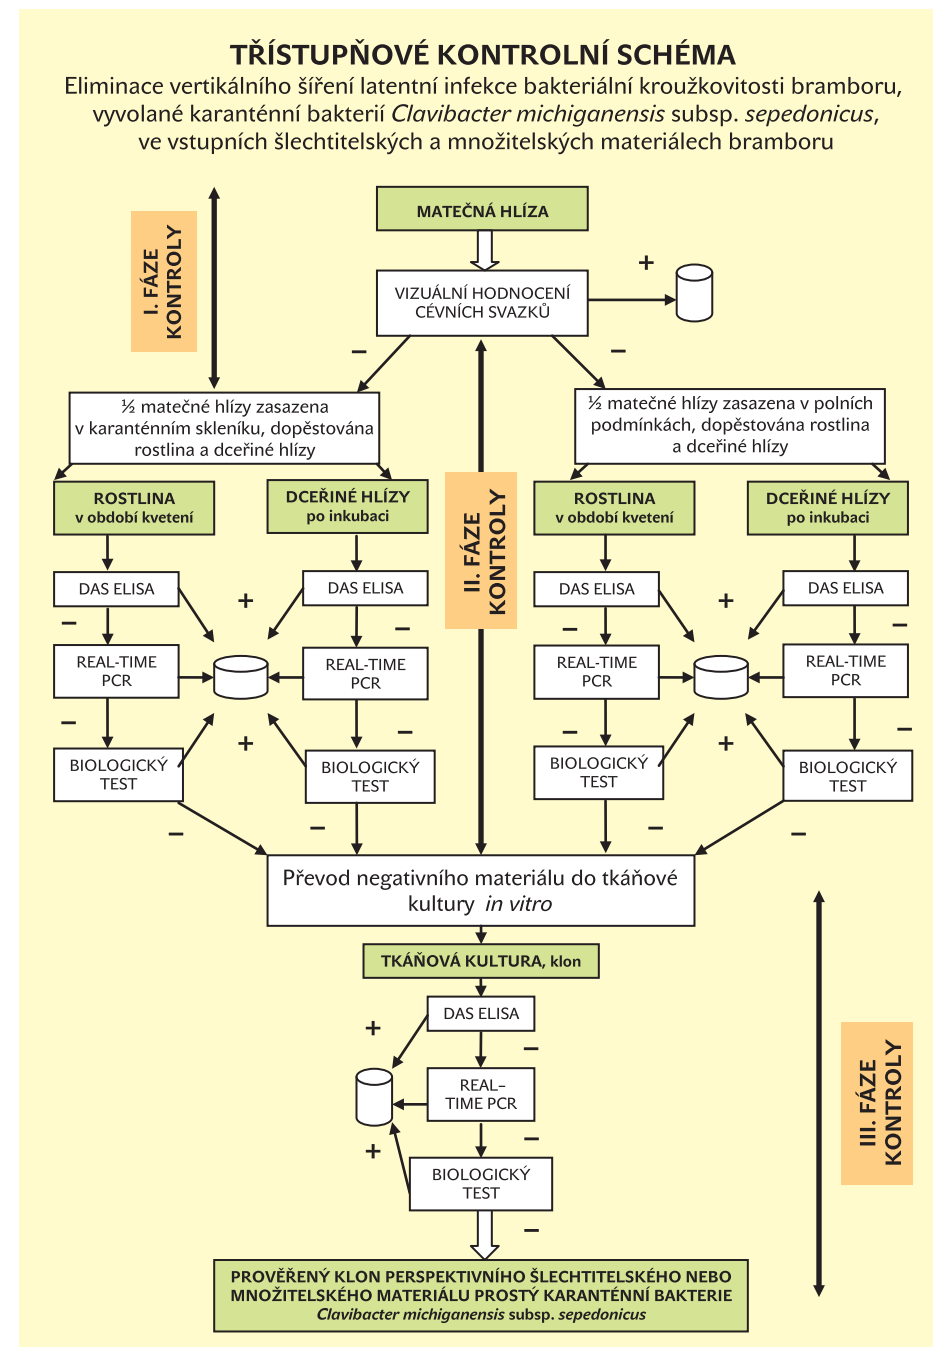 TŘÍSTUPŇOVÉ KONTROLNÍ SCHÉMA
Eliminace vertikálního šíření latentní infekce bakteriální kroužkovitosti bramboru,
vyvolané karanténní bakterií Clavibacter michiganensis subsp. sepedonicus,
ve vstupních šlechtitelských a množitelských materiálech bramboru
I. FÁZE
KONTROLY
MATEČNÁ HLÍZA
VIZUÁLNÍ HODNOCENÍ
CÉVNÍCH SVAZKŮ
+
–
–
½ matečné hlízy zasazena
v karanténním skleníku, dopěstována
rostlina a dceřiné hlízy
½ matečné hlízy zasazena v polních
podmínkách, dopěstována rostlina
a dceřiné hlízy
II. FÁZE
KONTROLY
ROSTLINA
v období kvetení
DCEŘINÉ HLÍZY
po inkubaci
DAS ELISA
DAS ELISA
+
–
–
REAL-TIME
PCR
REAL-TIME
PCR
–
–
+
BIOLOGICKÝ
TEST
BIOLOGICKÝ
TEST
–
–
ROSTLINA
v období kvetení
DCEŘINÉ HLÍZY
po inkubaci
DAS ELISA
DAS ELISA
+
–
–
REAL-TIME
PCR
REAL-TIME
PCR
–
–
+
BIOLOGICKÝ
TEST
BIOLOGICKÝ
TEST
–
–
Převod negativního materiálu do tkáňové
kultury in vitro
III. FÁZE
KONTROLY
TKÁŇOVÁ KULTURA, klon
DAS ELISA
+
–
REAL–
TIME PCR
–
+
BIOLOGICKÝ
TEST
–
PROVĚŘENÝ KLON PERSPEKTIVNÍHO ŠLECHTITELSKÉHO NEBO
MNOŽITELSKÉHO MATERIÁLU PROSTÝ KARANTÉNNÍ BAKTERIE
Clavibacter michiganensis subsp. sepedonicus